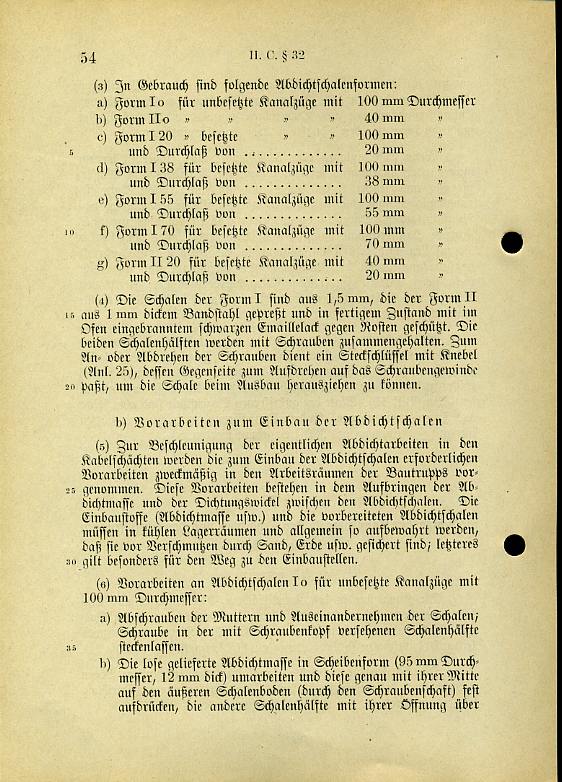 54
II. C. § 32
(3) In Gebrauch sind folgende Abdichtschalenformen:
a) Form I o für unbesetzte Kanalzüge mit 100 mm Durchmesser
b) Form II o „ „ „ „ 40 mm „
c) Form I 20 „ besetzte „ „ 100 mm „
5 und Durchlaß von ............. 20 mm „
d) Form I 38 für besetzte Kanalzüge mit 100 mm „
und Durchlaß von ............. 38 mm „
e) Form I 55 für besetzte Kanalzüge mit 100 mm „
und Durchlaß von ............. 55 mm „
10 f) Form I 70 für besetzte Kanalzüge mit 100 mm „
und Durchlaß von ............. 70 mm „
g) Form II 20 für besetzte Kanalzüge mit 40 mm „
und Durchlaß von ............. 20 mm „
(4) Die Schalen der Form I sind aus 1,5 mm, die der Form II
15 aus 1 mm dickem Bandstahl gepreßt und in fertigem Zustand mit im
Ofen eingebranntem schwarzen Emaillelack gegen Rosten geschützt. Die
beiden Schalenhälften werden mit Schrauben zusammengehalten. Zum
An- oder Abdrehen der Schrauben dient ein Steckschlüssel mit Knebel
(Anl. 25), dessen Gegenseite zum Aufdrehen auf das Schraubengewinde
20 paßt, um die Schale beim Ausbau herausziehen zu können.
b) Vorarbeiten zum Einbau der Abdichtschalen
(5) Zur Beschleunigung der eigentlichen Abdichtarbeiten in den
Kabelschächten werden die zum Einbau der Abdichtschalen erforderlichen
Vorarbeiten zweckmäßig in den Arbeitsräumen der Bautrupps vor-
25 genommen. Diese Vorarbeiten bestehen in dem Aufbringen der Ab-
dichtmasse und der Dichtungswickel zwischen den Abdichtschalen. Die
Einbaustoffe (Abdichtmasse usw.) und die vorbereiteten Abdichtschalen
müssen in kühlen Lagerräumen und allgemein so aufbewahrt werden,
daß sie vor Verschmutzen durch Sand, Erde usw. gesichert sind; letzteres
30 gilt besonders für den Weg zu den Einbaustellen.
(6) Vorarbeiten an Abdichtschalen I o für unbesetzte Kanalzüge mit
100 mm Durchmesser:
a) Abschrauben der Muttern und Auseinandernehmen der Schalen;
Schraube in der mit Schraubenkopf versehenen Schalenhälfte
35 steckenlassen.
b) Die lose gelieferte Abdichtmasse in Scheibenform (95 mm Durch-
messer, 12 mm dick) umarbeiten und diese genau mit ihrer Mitte
auf den äußeren Schalenboden (durch den Schraubenschaft) fest
aufdrücken, die andere Schalenhälfte mit ihrer Öffnung über